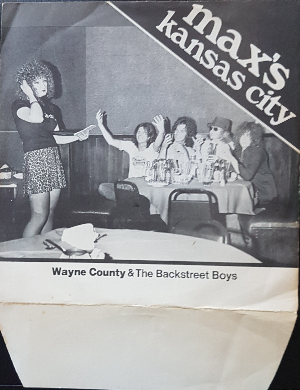 max's
kansas city
Wayne County & The Backstreet Boys